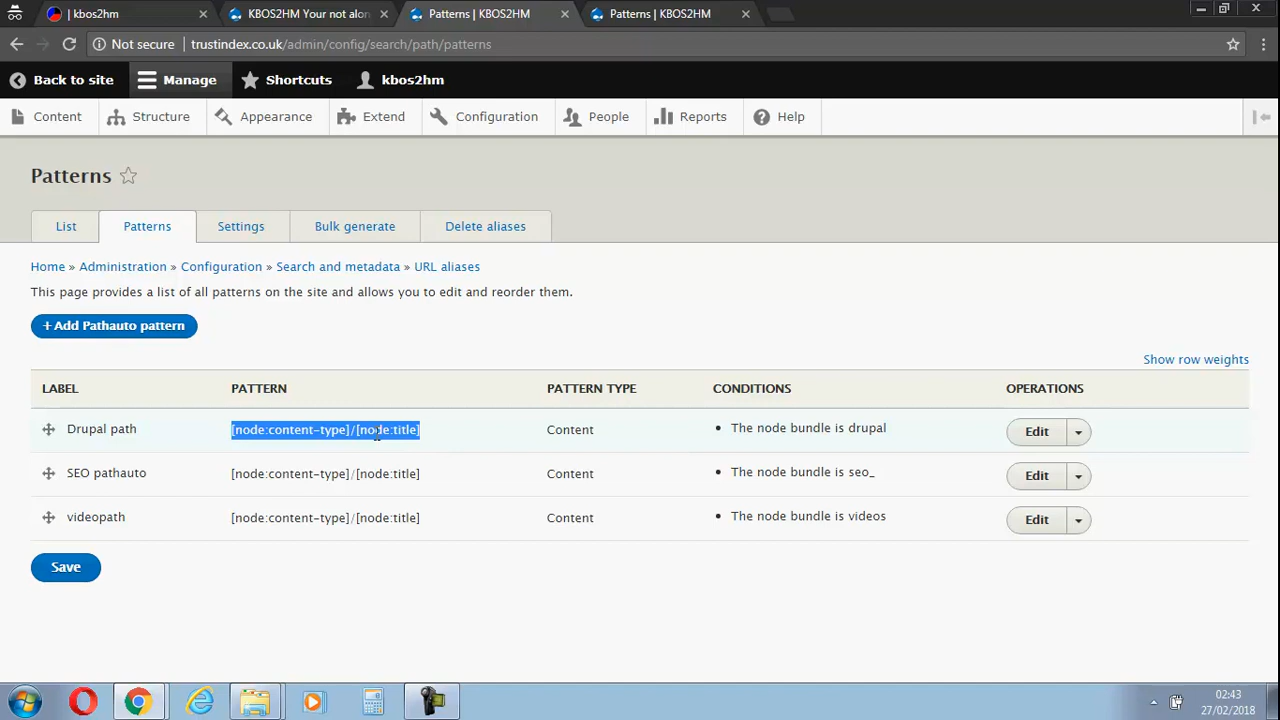 | kbos2hm
KBOS2HM Your not alon
Patterns | KBOS2HM
Patterns | KBOS2HM
Not secure
trustindex.co.uk/admin/config/search/path/patterns
Back to site
Manage
Shortcuts
kbos2hm
Content
Structure
Appearance
Extend
Configuration
People
Reports
Help
Patterns
List
Patterns
Settings
Bulk generate
Delete aliases
Home » Administration » Configuration » Search and metadata » URL aliases
This page provides a list of all patterns on the site and allows you to edit and reorder them.
+ Add Pathauto pattern
Show row weights
LABEL PATTERN PATTERN TYPE CONDITIONS OPERATIONS
Drupal path [node:content-type]/[node:title] Content • The node bundle is drupal Edit
SEO pathauto [node:content-type]/[node:title] Content • The node bundle is seo_ Edit
videopath [node:content-type]/[node:title] Content • The node bundle is videos Edit
Save
02:43
27/02/2018